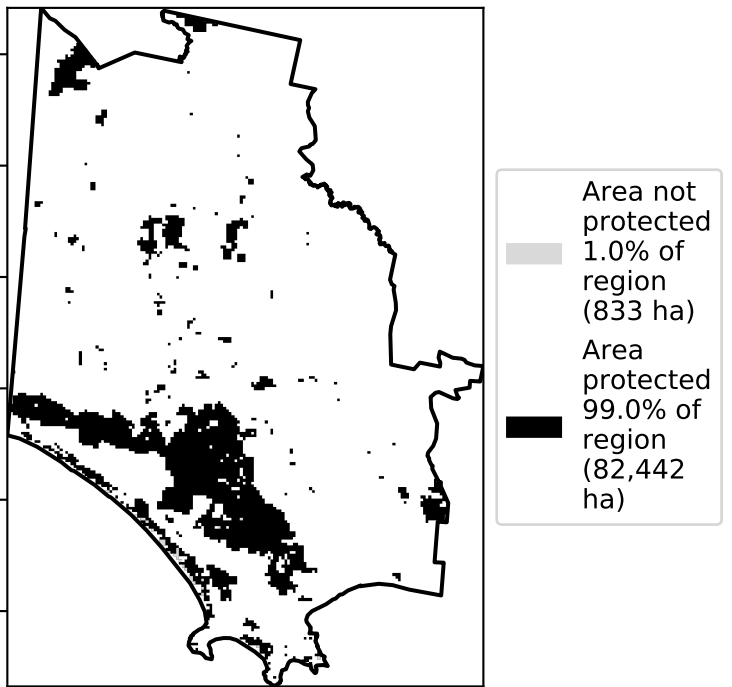 Area not
protected
1.0% of
region
(833 ha)
Area
protected
99.0% of
region
(82,442
ha)